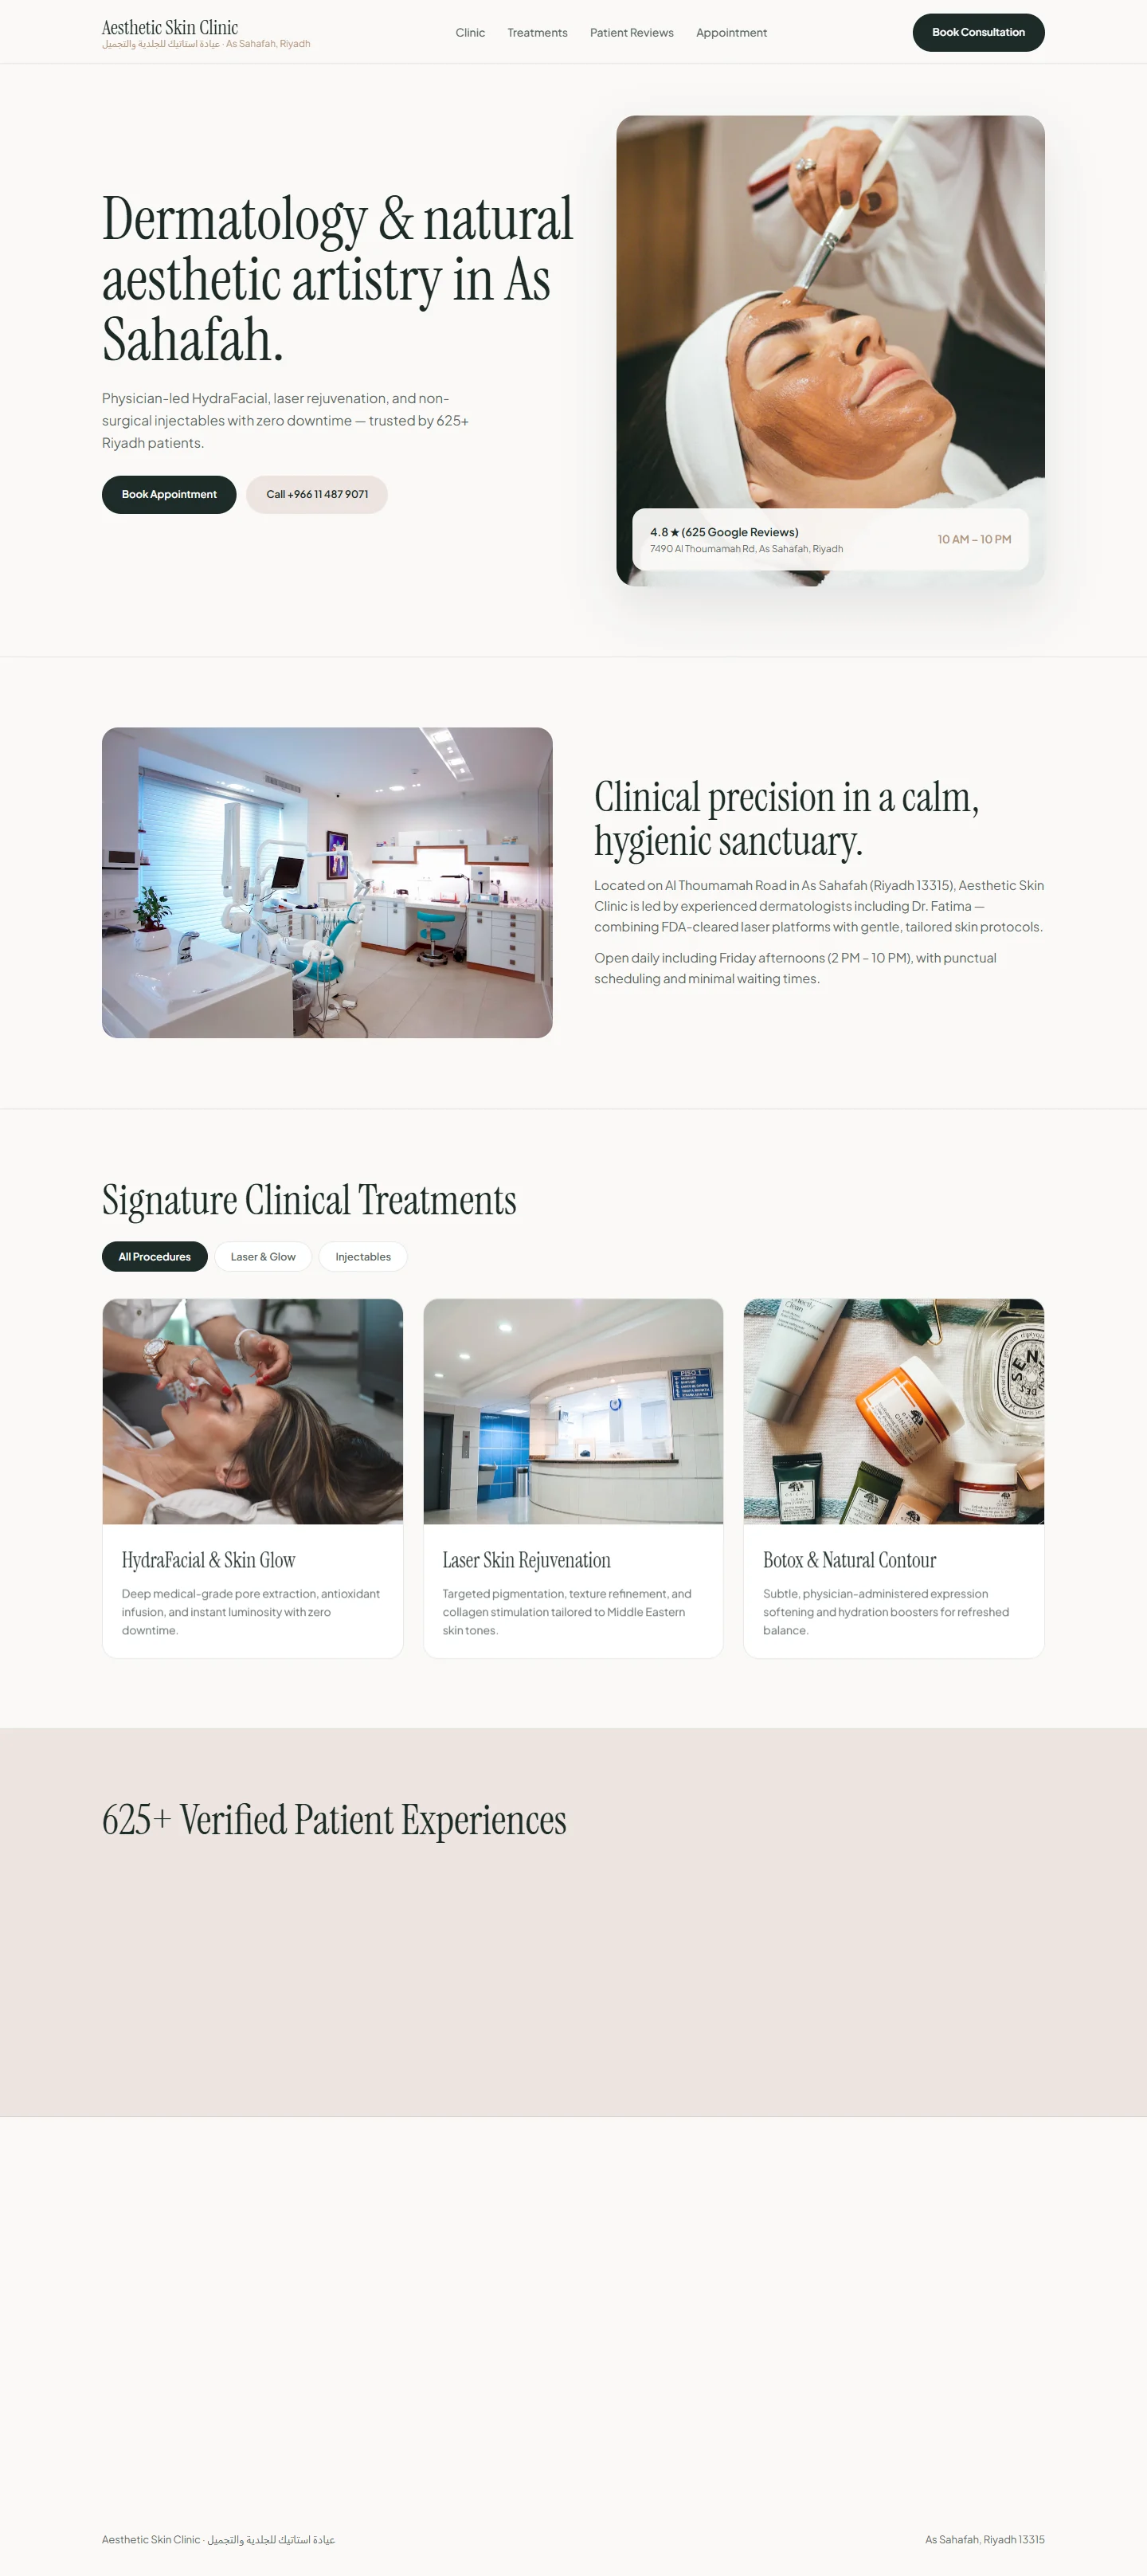 Aesthetic Skin Clinic
عيادة استاتيك للجلدية والتجميل · As Sahafah, Riyadh
Clinic
Treatments
Patient Reviews
Appointment
Book Consultation
Dermatology & natural
aesthetic artistry in As
Sahafah.
Physician-led HydraFacial, laser rejuvenation, and non-
surgical injectables with zero downtime — trusted by 625+
Riyadh patients.
Book Appointment
Call +966 11 487 9071
4.8 ★ (625 Google Reviews)
7490 Al Thoumamah Rd, As Sahafah, Riyadh
10 AM – 10 PM
Clinical precision in a calm,
hygienic sanctuary.
Located on Al Thoumamah Road in As Sahafah (Riyadh 13315), Aesthetic Skin
Clinic is led by experienced dermatologists including Dr. Fatima —
combining FDA-cleared laser platforms with gentle, tailored skin protocols.
Open daily including Friday afternoons (2 PM – 10 PM), with punctual
scheduling and minimal waiting times.
Signature Clinical Treatments
All Procedures
Laser & Glow
Injectables
PISO 1
Clean
ORIGINS
GINZING
HydraFacial & Skin Glow
Deep medical-grade pore extraction, antioxidant
infusion, and instant luminosity with zero
downtime.
Laser Skin Rejuvenation
Targeted pigmentation, texture refinement, and
collagen stimulation tailored to Middle Eastern
skin tones.
Botox & Natural Contour
Subtle, physician-administered expression
softening and hydration boosters for refreshed
balance.
625+ Verified Patient Experiences
Aesthetic Skin Clinic · عيادة استاتيك للجلدية والتجميل
As Sahafah, Riyadh 13315